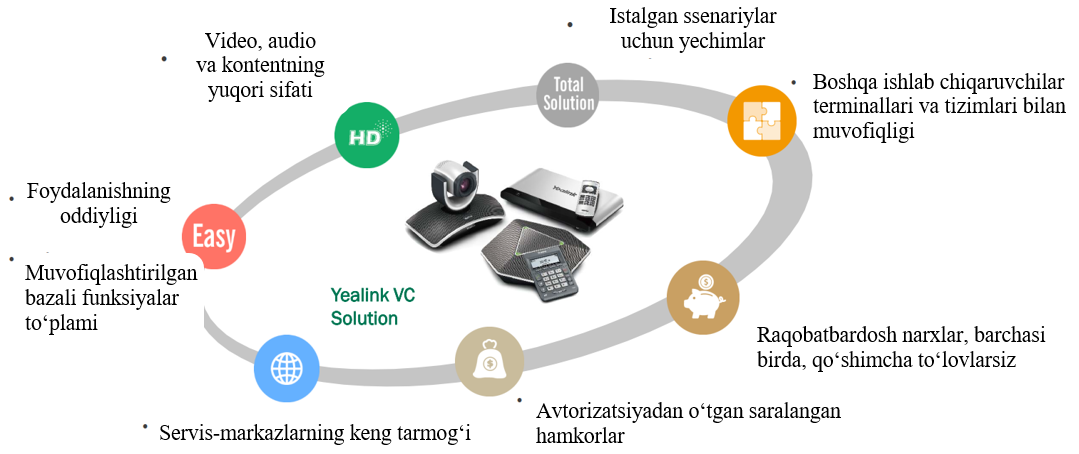 Istalgan ssenariylar
uchun yechimlar
Video, audio
va kontentning
yuqori sifati
Total
Solution
Boshqa ishlab chiqaruvchilar
terminallari va tizimlari bilan
muvofiqligi
HD
Yealink
Foydalanishning
oddiyligi
Easy
Muvofiqlashtirilgan
bazali funksiyalar
to‘plami
Yealink VC
Solution
Raqobatbardosh narxlar, barchasi
birda, qo‘shimcha to‘lovlarsiz
Avtorizatsiyadan o‘tgan saralangan
hamkorlar
Servis-markazlarning keng tarmog‘i